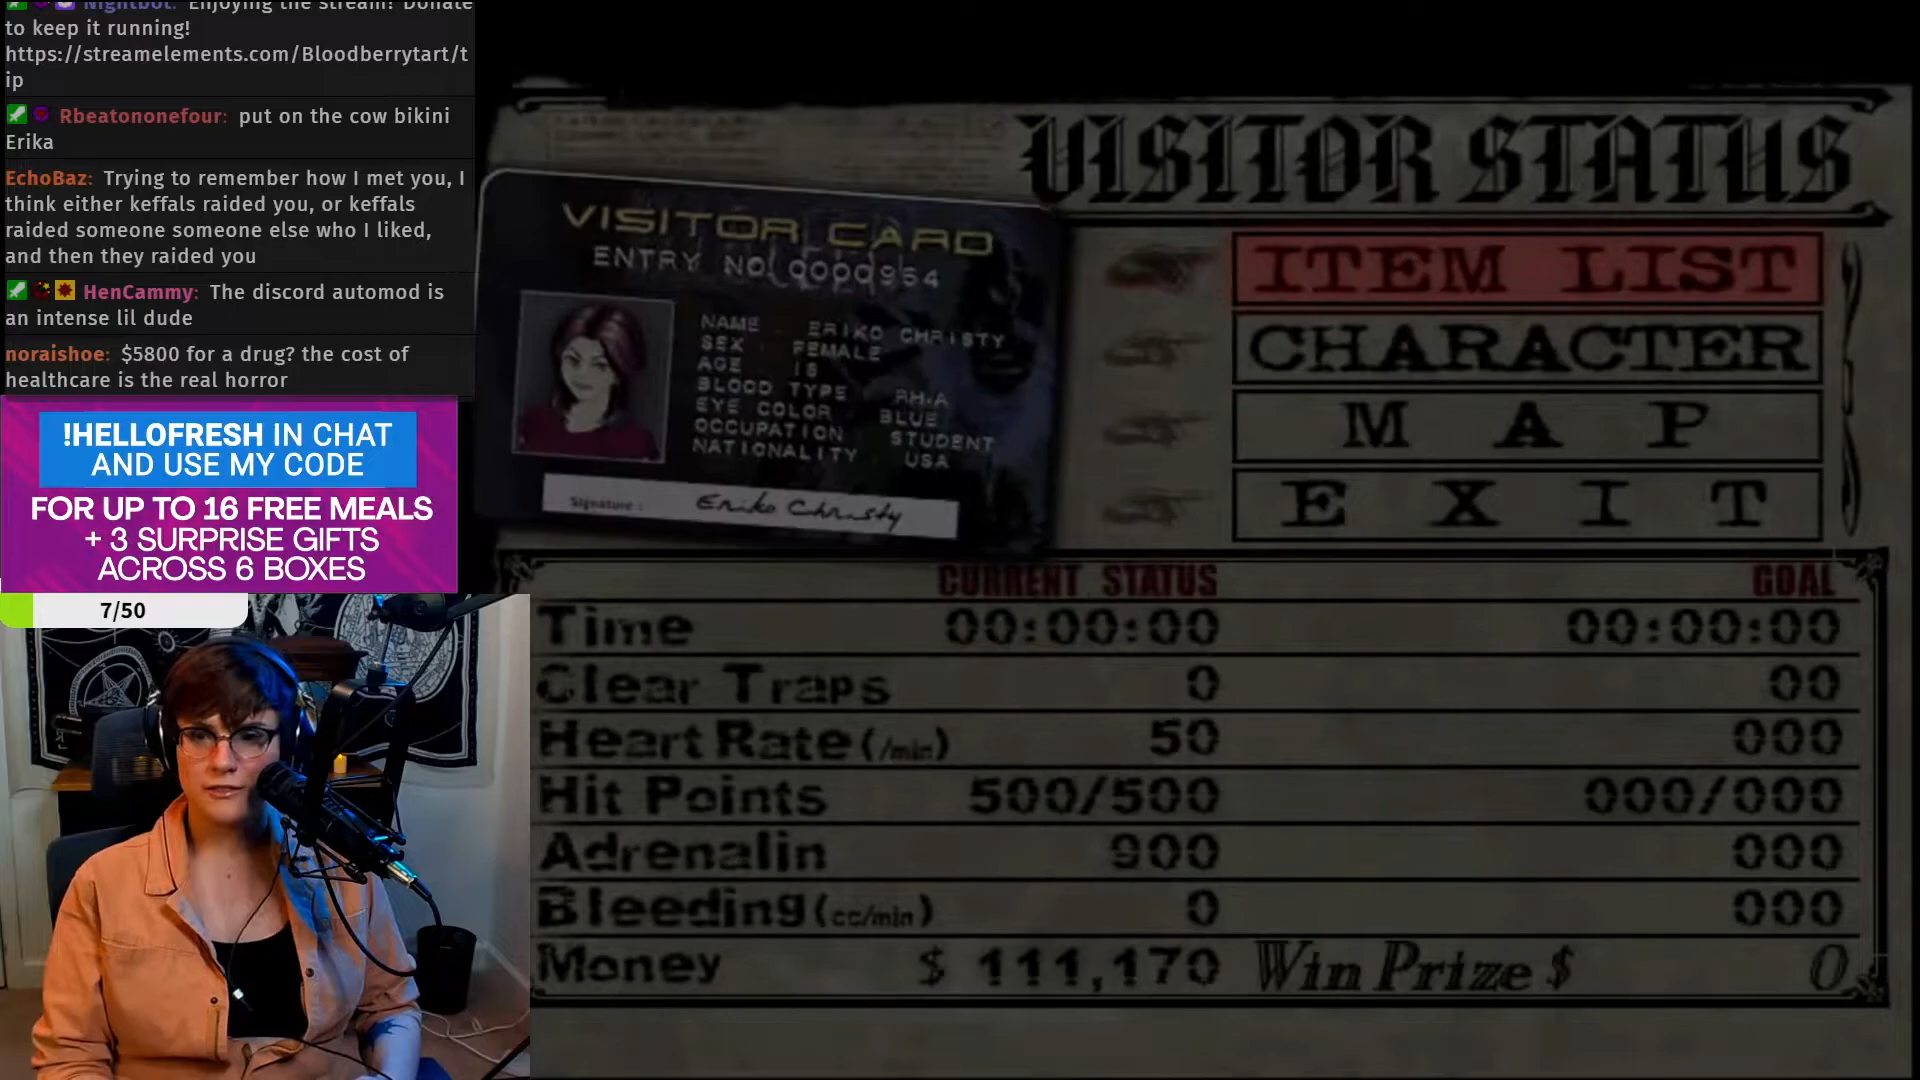 Nightbot: Enjoying the stream? Donate
to keep it running!
https://streamelements.com/Bloodberrytart/t
ip
Rbeatononefour: put on the cow bikini
Erika
EchoBaz: Trying to remember how I met you, I
think either keffals raided you, or keffals
raided someone someone else who I liked,
and then they raided you
HenCammy: The discord automod is
an intense lil dude
noraishoe: $5800 for a drug? the cost of
healthcare is the real horror
!HELLOFRESH IN CHAT
AND USE MY CODE
FOR UP TO 16 FREE MEALS
+ 3 SURPRISE GIFTS
ACROSS 6 BOXES
7/50
VISITOR STATUS
VISITOR CARD
ENTRY NO. 0000954
NAME ERIKO CHRISTY
SEX FEMALE
AGE 18
BLOOD TYPE RH.A
EYE COLOR BLUE
OCCUPATION STUDENT
NATIONALITY USA
Signature : Eriko Christy
ITEM LIST
CHARACTER
MAP
EXIT
CURRENT STATUS GOAL
Time 00:00:00 00:00:00
Clear Traps 0 00
Heart Rate (/min) 50 000
Hit Points 500/500 000/000
Adrenalin 900 000
Bleeding (cc/min) 0 000
Money $ 111,170 Win Prize $ 0